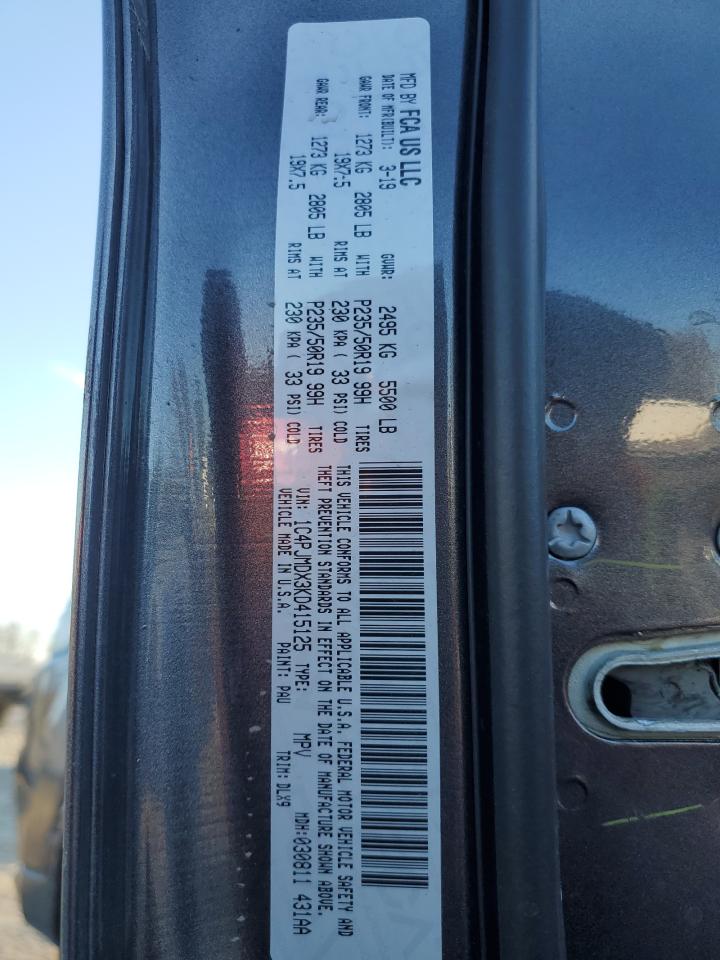 MFD BY FCA US LLC
DATE OF MFR(BUILT): 3-19 GVWR: 2495 KG 5500 LB
GAWR FRONT: 1273 KG 2805 LB WITH P235/50R19 99H TIRES
19X7.5 RIMS AT 230 KPA ( 33 PSI) COLD
GAWR REAR: 1273 KG 2805 LB WITH P235/50R19 99H TIRES
19X7.5 RIMS AT 230 KPA ( 33 PSI) COLD
THIS VEHICLE CONFORMS TO ALL APPLICABLE U.S.A. FEDERAL MOTOR VEHICLE SAFETY AND
THEFT PREVENTION STANDARDS IN EFFECT ON THE DATE OF MANUFACTURE SHOWN ABOVE.
VIN: 1C4PJMDX3KD415125 TYPE: MPV MDH:030811 431AA
VEHICLE MADE IN U.S.A. PAINT: PAU TRIM: DLX9